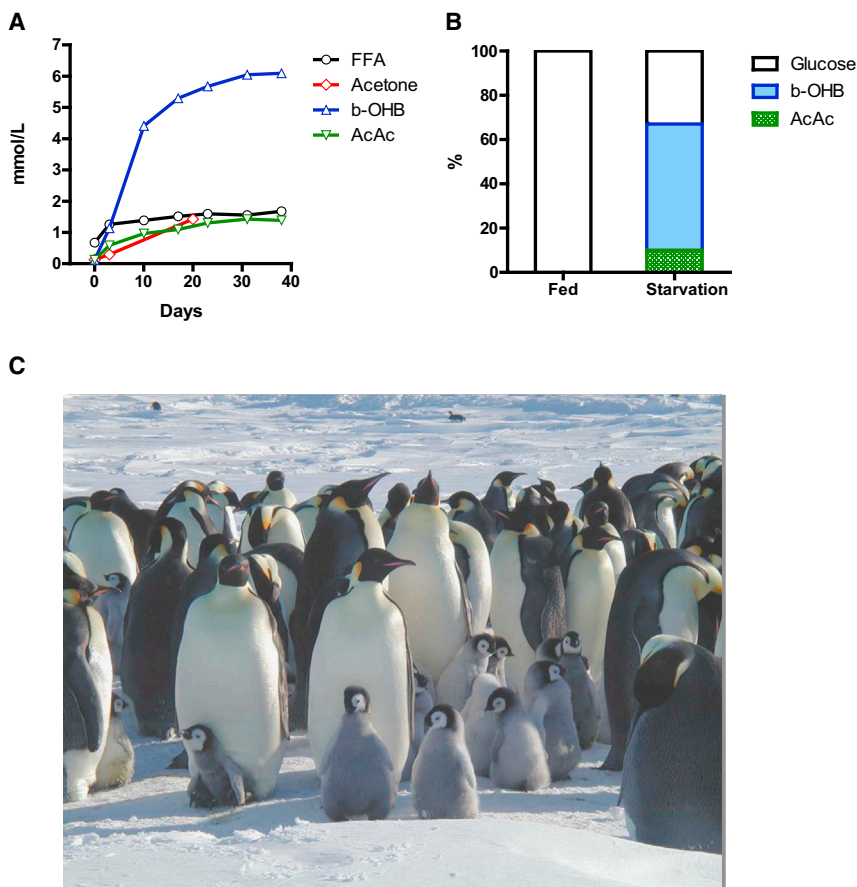 A
7
6
5
4
3
2
1
0
mmol/L
0 10 20 30 40
Days
FFA
Acetone
b-OHB
AcAc
B
100
80
60
40
20
0
%
Fed Starvation
Glucose
b-OHB
AcAc
C